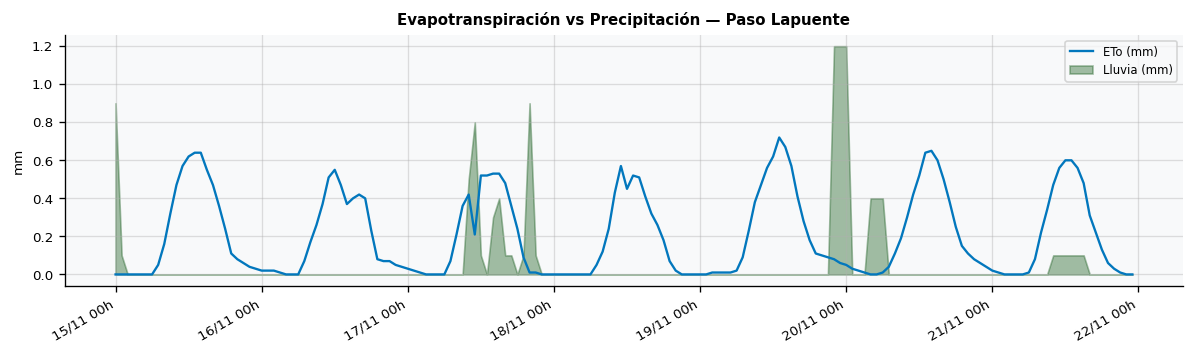 Evapotranspiración vs Precipitación — Paso Lapuente
ETo (mm)
Lluvia (mm)
mm
1.2
1.0
0.8
0.6
0.4
0.2
0.0
15/11 00h
16/11 00h
17/11 00h
18/11 00h
19/11 00h
20/11 00h
21/11 00h
22/11 00h